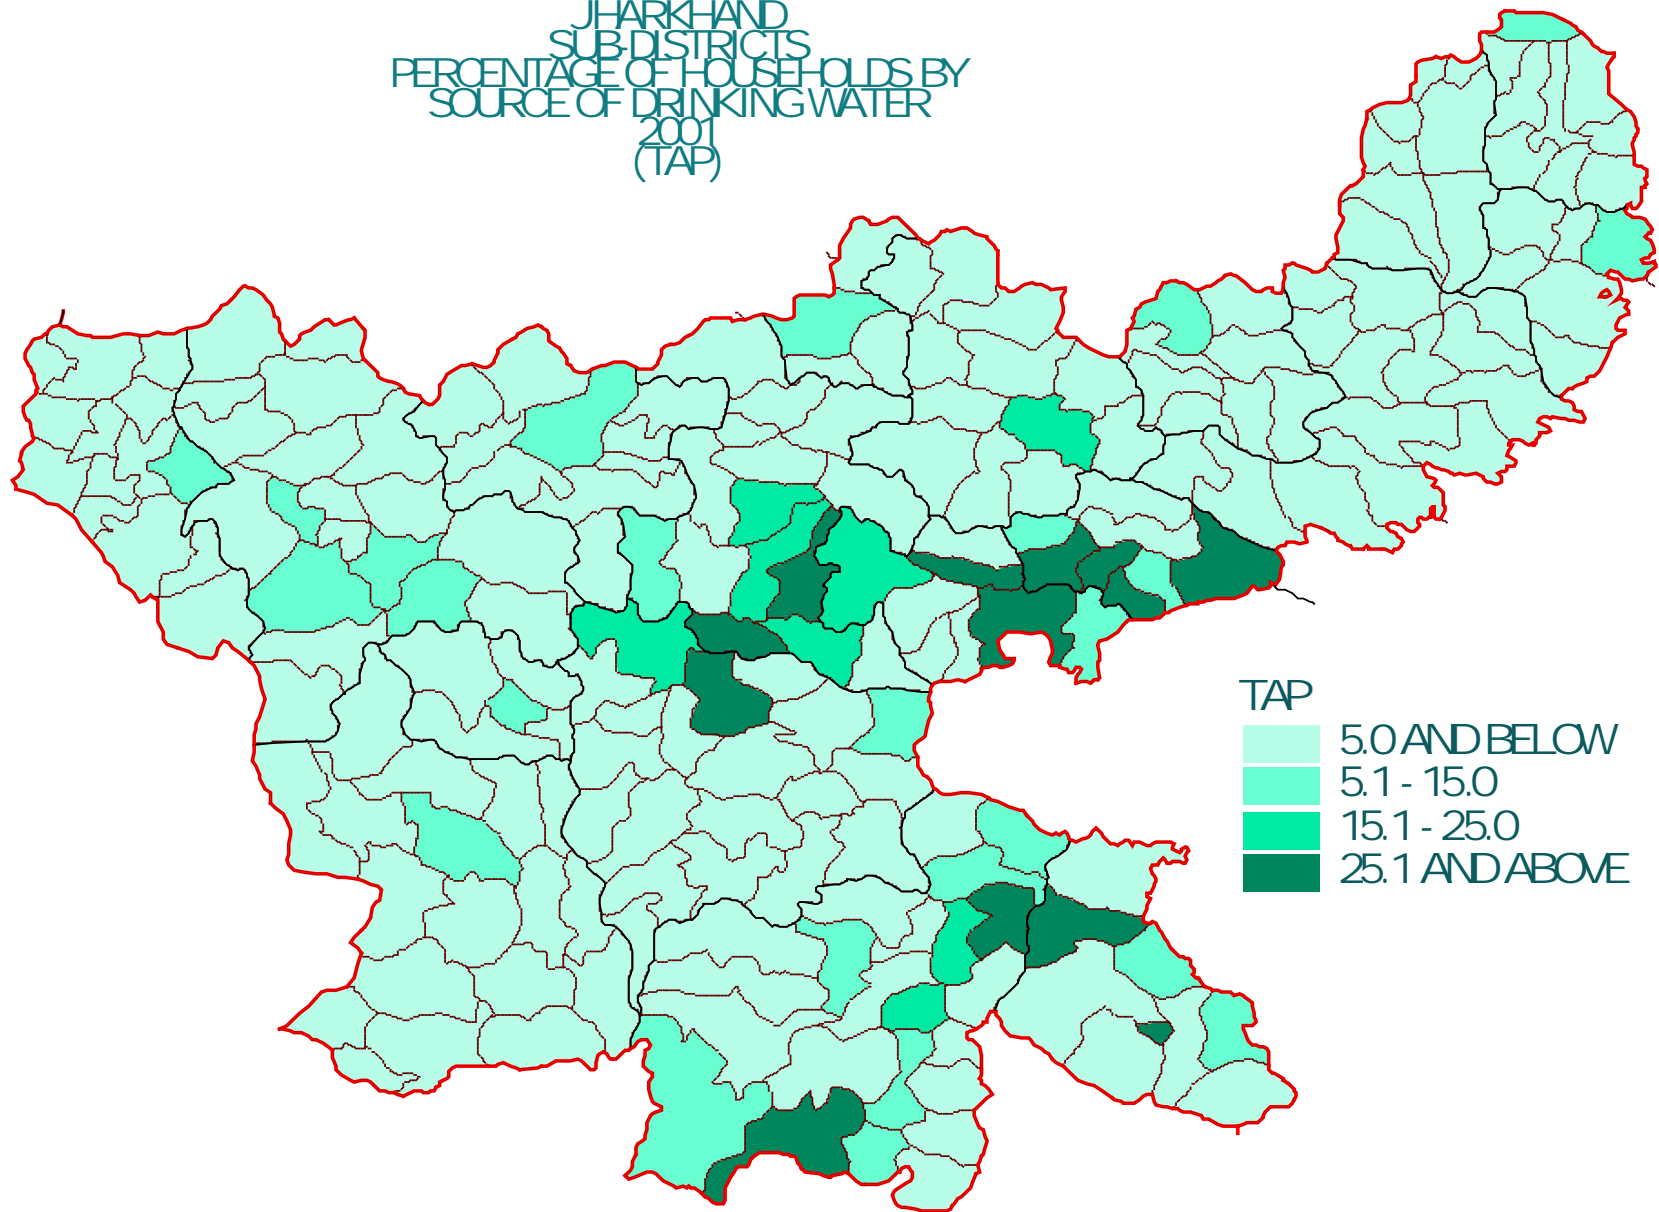 JHARKHAND
SUB-DISTRICTS
PERCENTAGE OF HOUSEHOLDS BY
SOURCE OF DRINKING WATER
2001
(TAP)
TAP
5.0 AND BELOW
5.1 - 15.0
15.1 - 25.0
25.1 AND ABOVE